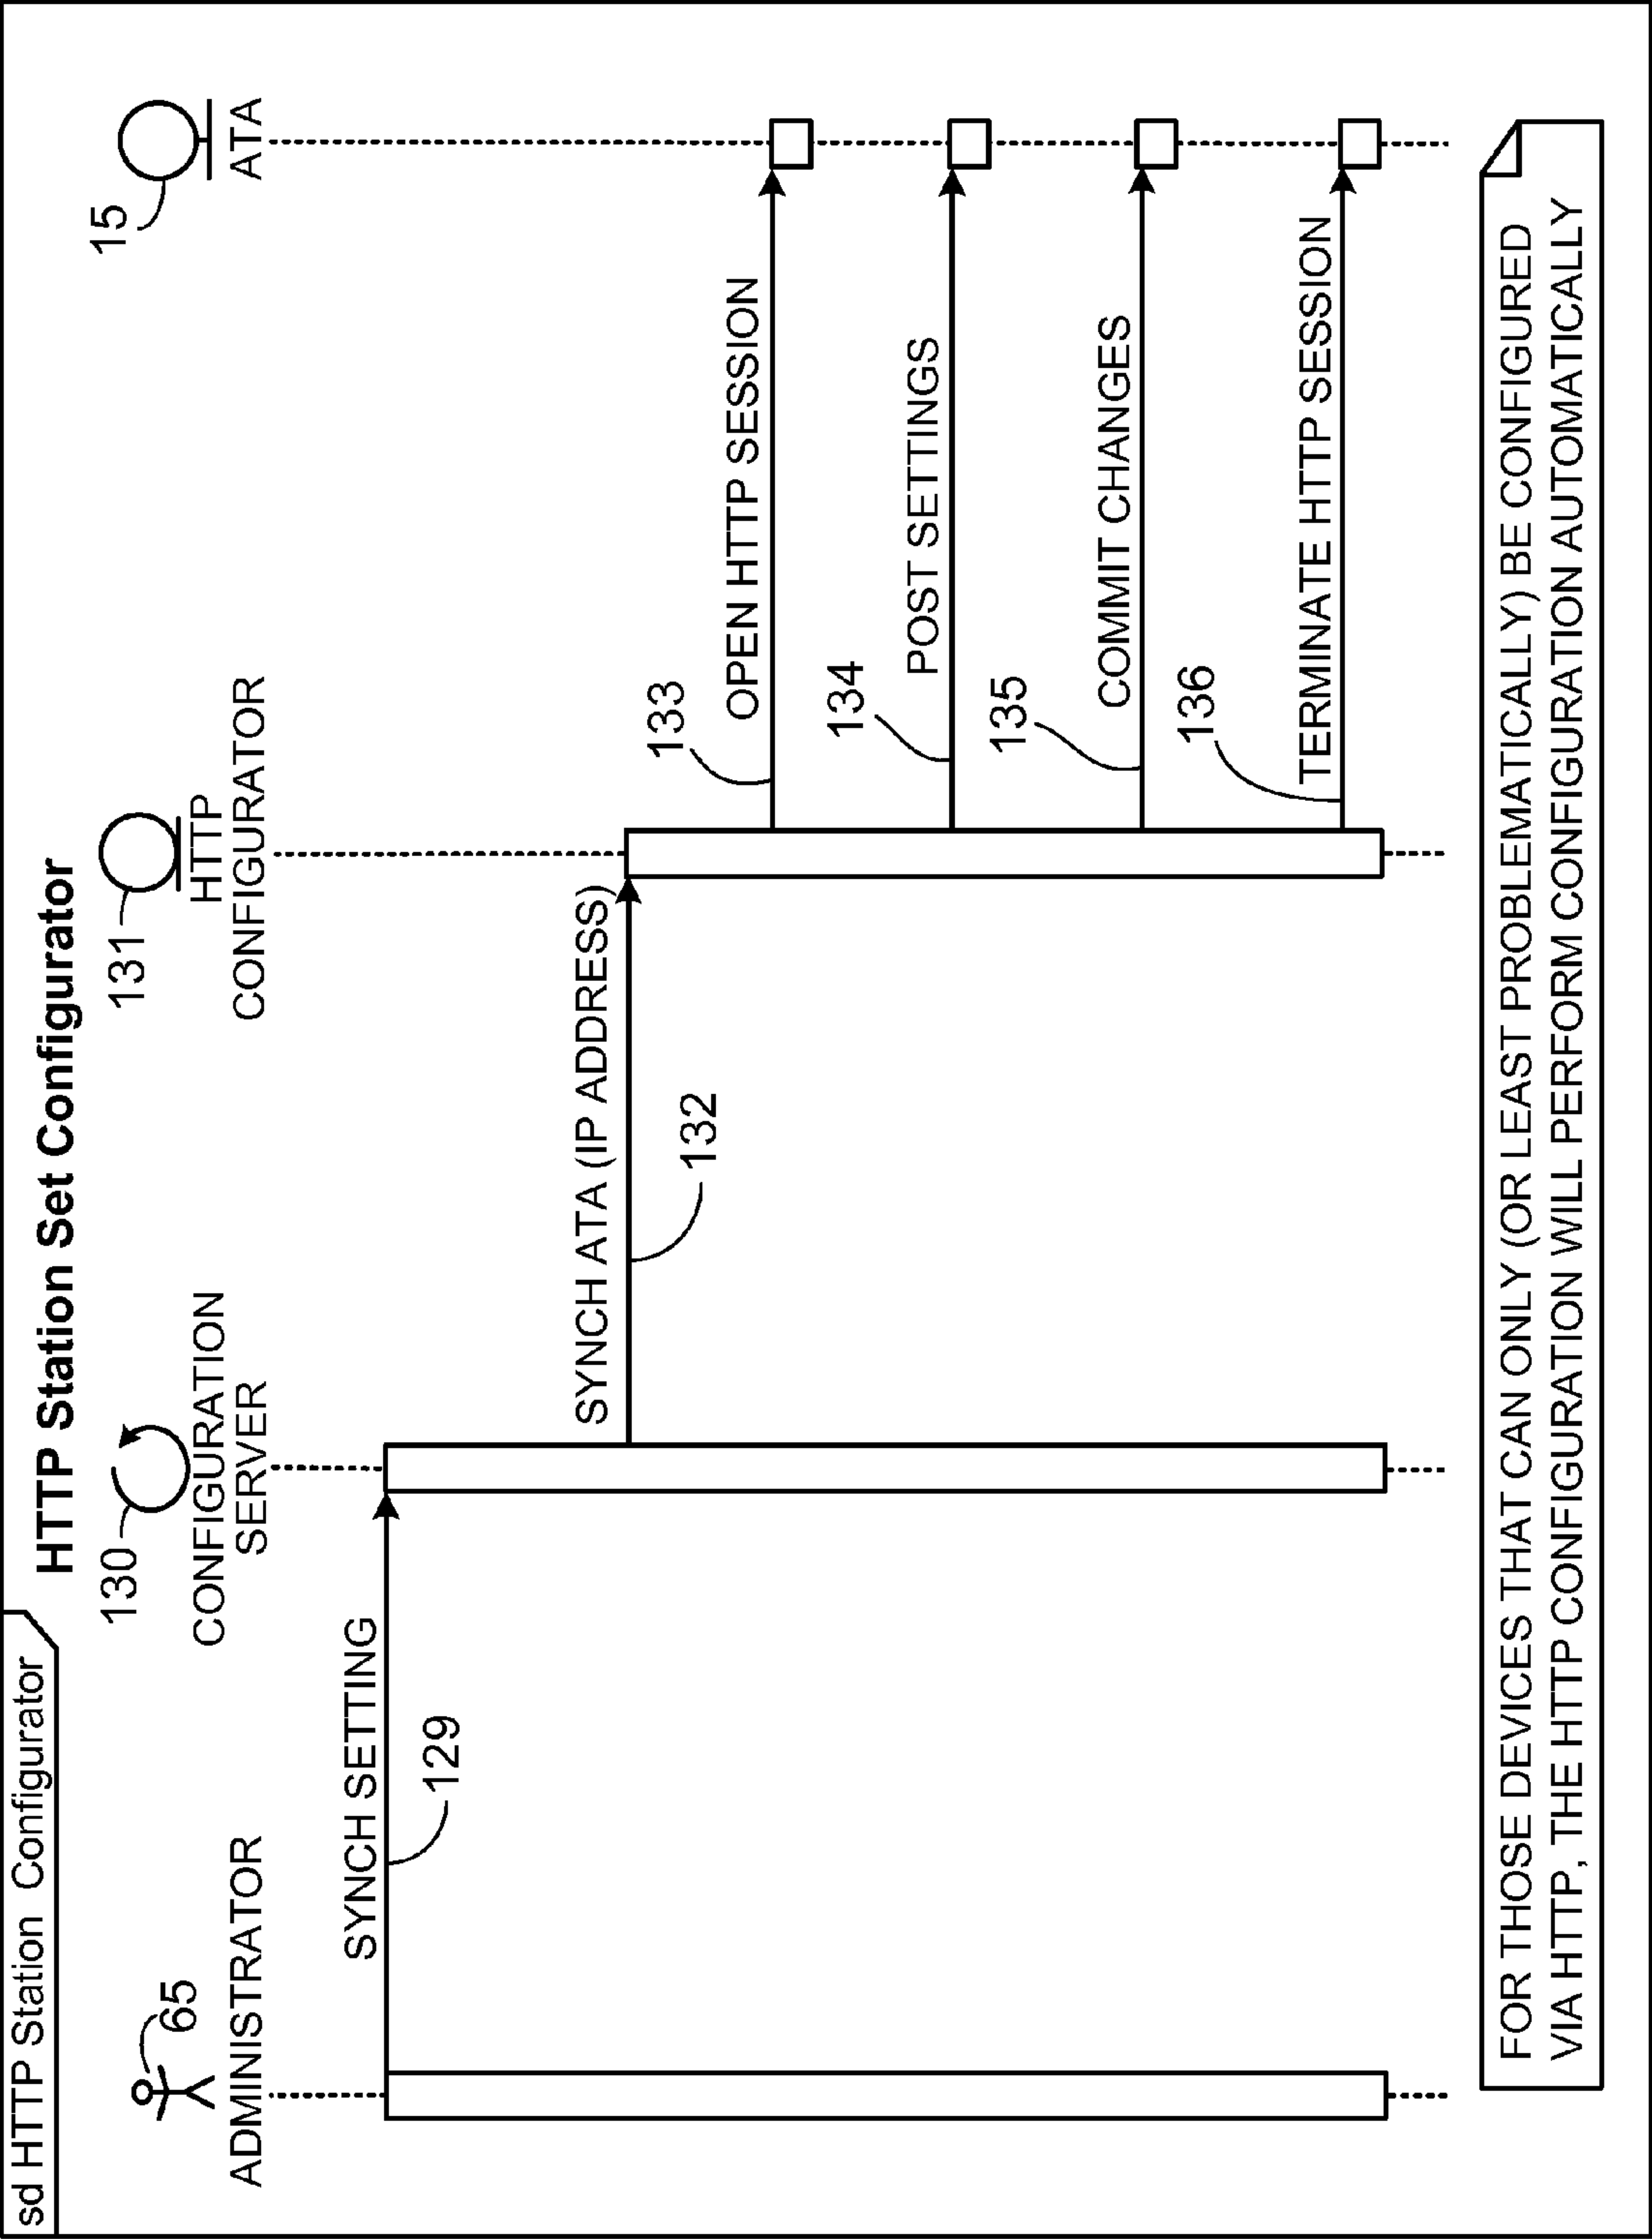 sd HTTP Station Configurator
HTTP Station Set Configurator
65
ADMINISTRATOR
130
CONFIGURATION
SERVER
131
HTTP
CONFIGURATOR
15
ATA
SYNCH SETTING
129
SYNCH ATA (IP ADDRESS)
132
133
OPEN HTTP SESSION
134
POST SETTINGS
135
COMMIT CHANGES
136
TERMINATE HTTP SESSION
FOR THOSE DEVICES THAT CAN ONLY (OR LEAST PROBLEMATICALLY) BE CONFIGURED
VIA HTTP, THE HTTP CONFIGURATION WILL PERFORM CONFIGURATION AUTOMATICALLY